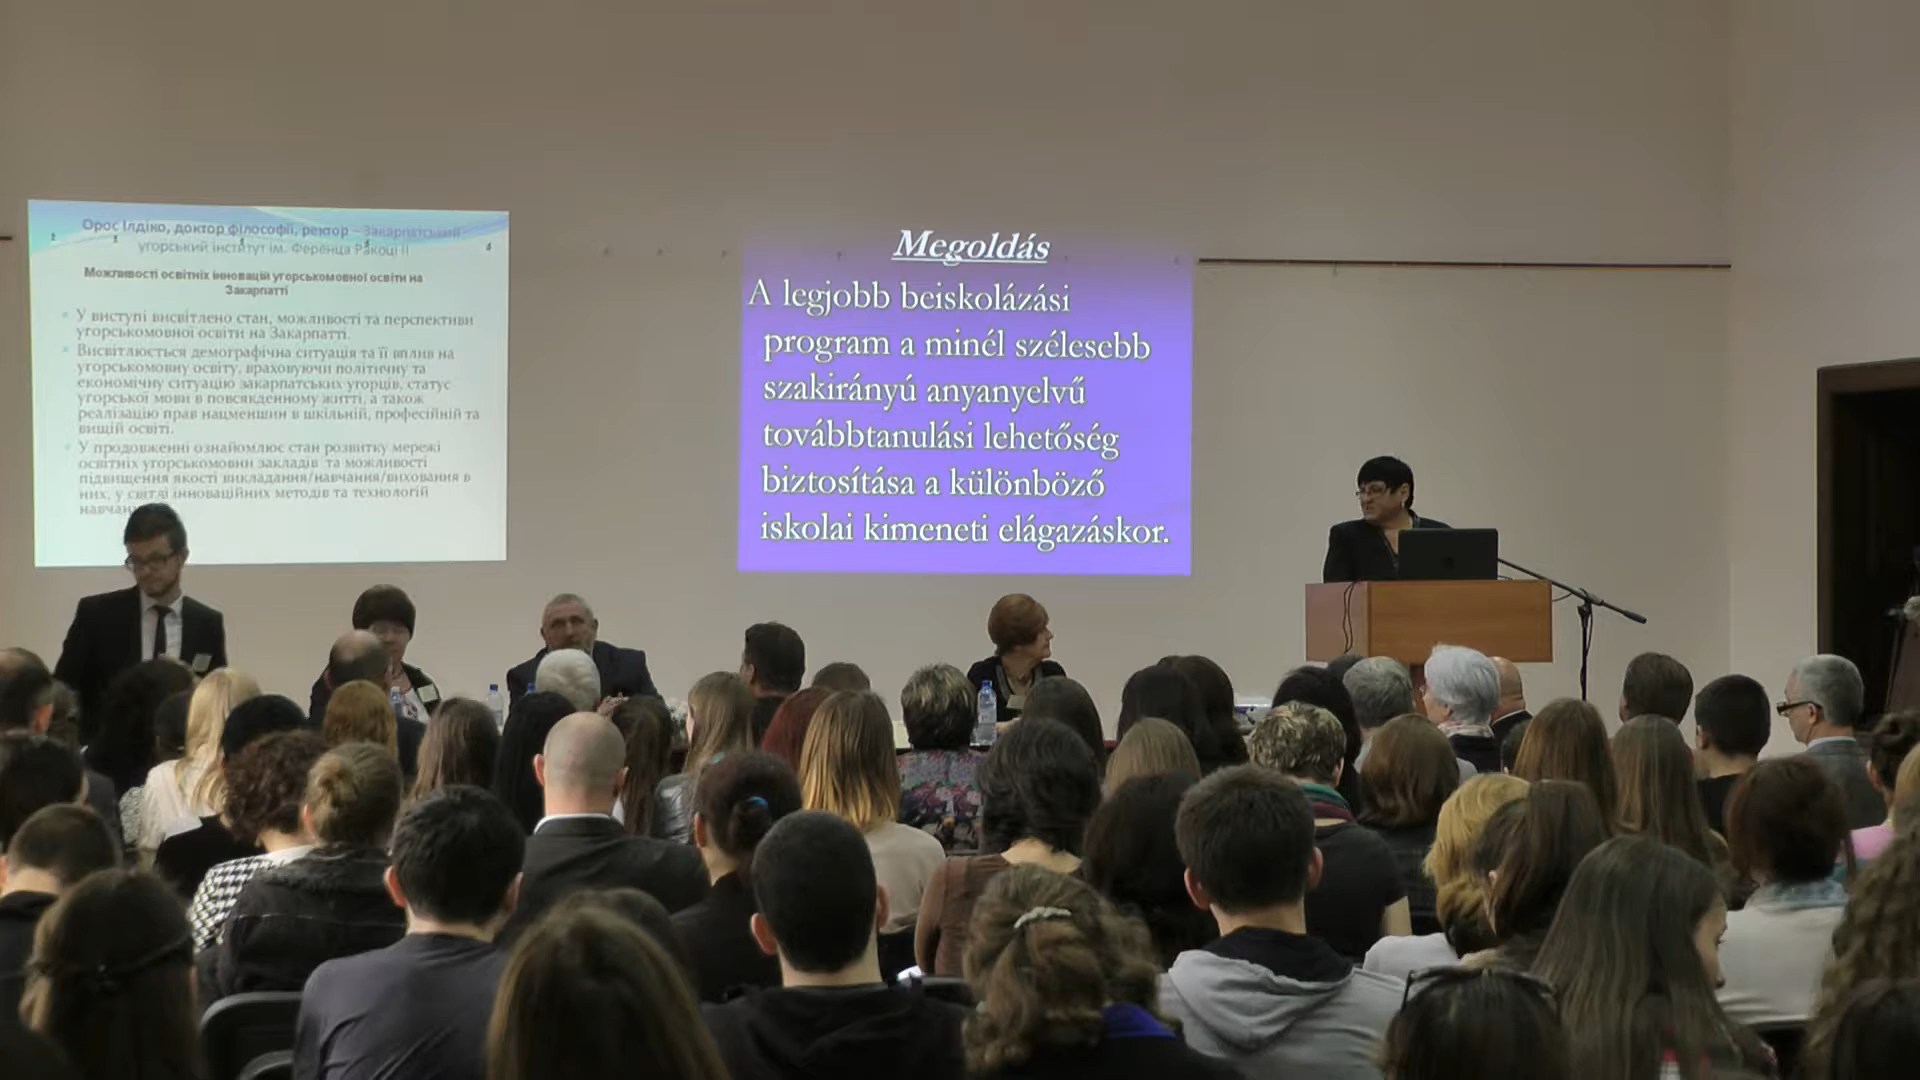 Орос Ілдіко, доктор філософії, ректор – Закарпатський
угорський інститут ім. Ференца Ракоці ІІ
Можливості освітніх інновацій угорськомовної освіти на
Закарпатті
У виступі висвітлено стан, можливості та перспективи
угорськомовної освіти на Закарпатті.
Висвітлюється демографічна ситуація та її вплив на
угорськомовну освіту, враховуючи політичну та
економічну ситуацію закарпатських угорців, статус
угорської мови в повсякденному житті, а також
реалізацію прав нацменшин в шкільній, професійній та
вищій освіті.
У продовженні ознайомлює стан розвитку мережі
освітніх угорськомовни закладів та можливості
підвищення якості викладання/навчання/виховання в
них, у світлі інноваційних методів та технологій
Megoldás
A legjobb beiskolázási
program a minél szélesebb
szakirányú anyanyelvű
továbbtanulási lehetőség
biztosítása a különböző
iskolai kimeneti elágazáskor.